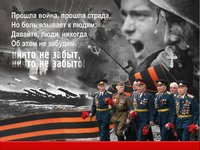 Прошла война, прошла страда,
Но боль взывает к людям:
Давайте, люди, никогда
Об этом не забудем.
НИКТО НЕ ЗАБЫТ,
НИЧТО НЕ ЗАБЫТО.